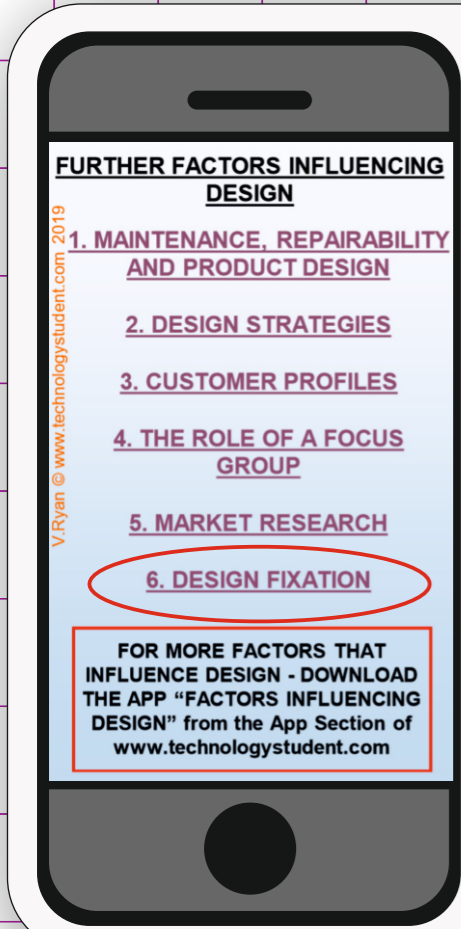 FURTHER FACTORS INFLUENCING
DESIGN
1. MAINTENANCE, REPAIRABILITY
AND PRODUCT DESIGN
2. DESIGN STRATEGIES
3. CUSTOMER PROFILES
4. THE ROLE OF A FOCUS
GROUP
5. MARKET RESEARCH
6. DESIGN FIXATION
FOR MORE FACTORS THAT
INFLUENCE DESIGN - DOWNLOAD
THE APP “FACTORS INFLUENCING
DESIGN” from the App Section of
www.technologystudent.com
V.Ryan © www.technologystudent.com 2019